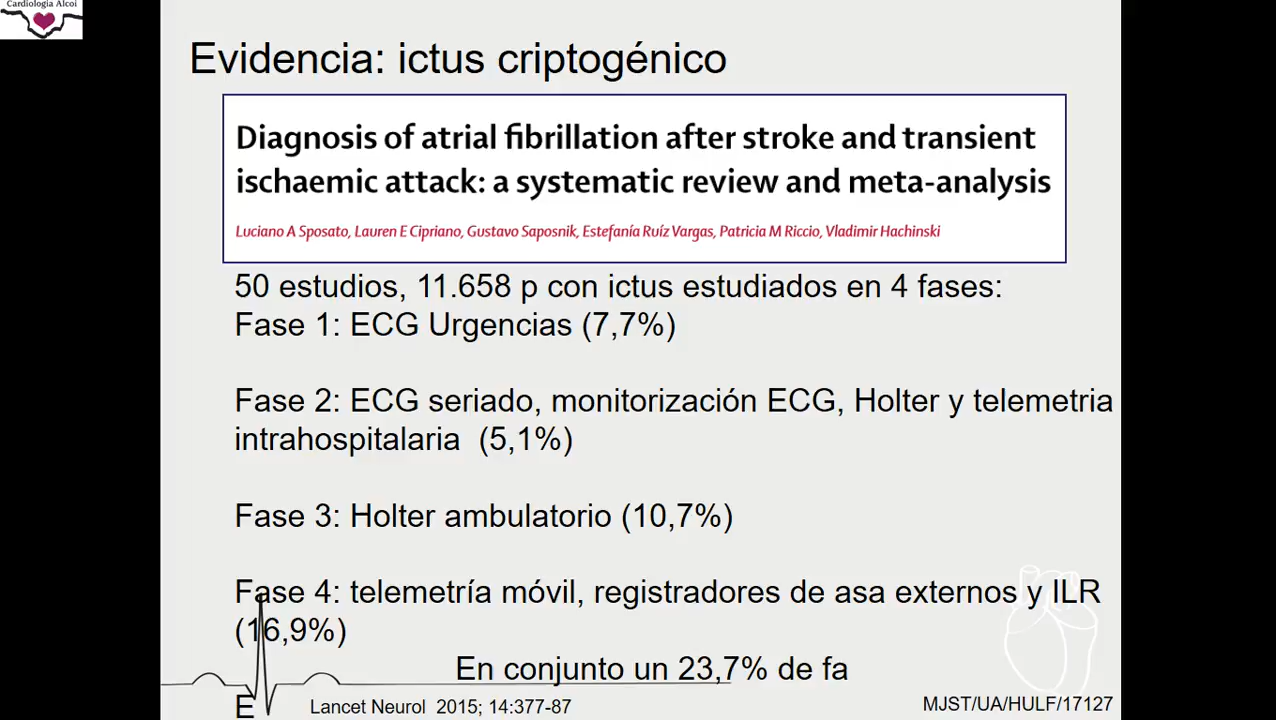 Cardiología Alcoi
Evidencia: ictus criptogénico
Diagnosis of atrial fibrillation after stroke and transient
ischaemic attack: a systematic review and meta-analysis
Luciano A Sposato, Lauren E Cipriano, Gustavo Saposnik, Estefanía Ruíz Vargas, Patricia M Riccio, Vladimir Hachinski
50 estudios, 11.658 p con ictus estudiados en 4 fases:
Fase 1: ECG Urgencias (7,7%)
Fase 2: ECG seriado, monitorización ECG, Holter y telemetria
intrahospitalaria (5,1%)
Fase 3: Holter ambulatorio (10,7%)
Fase 4: telemetría móvil, registradores de asa externos y ILR
(16,9%)
En conjunto un 23,7% de fa
E
Lancet Neurol 2015; 14:377-87
MJST/UA/HULF/17127